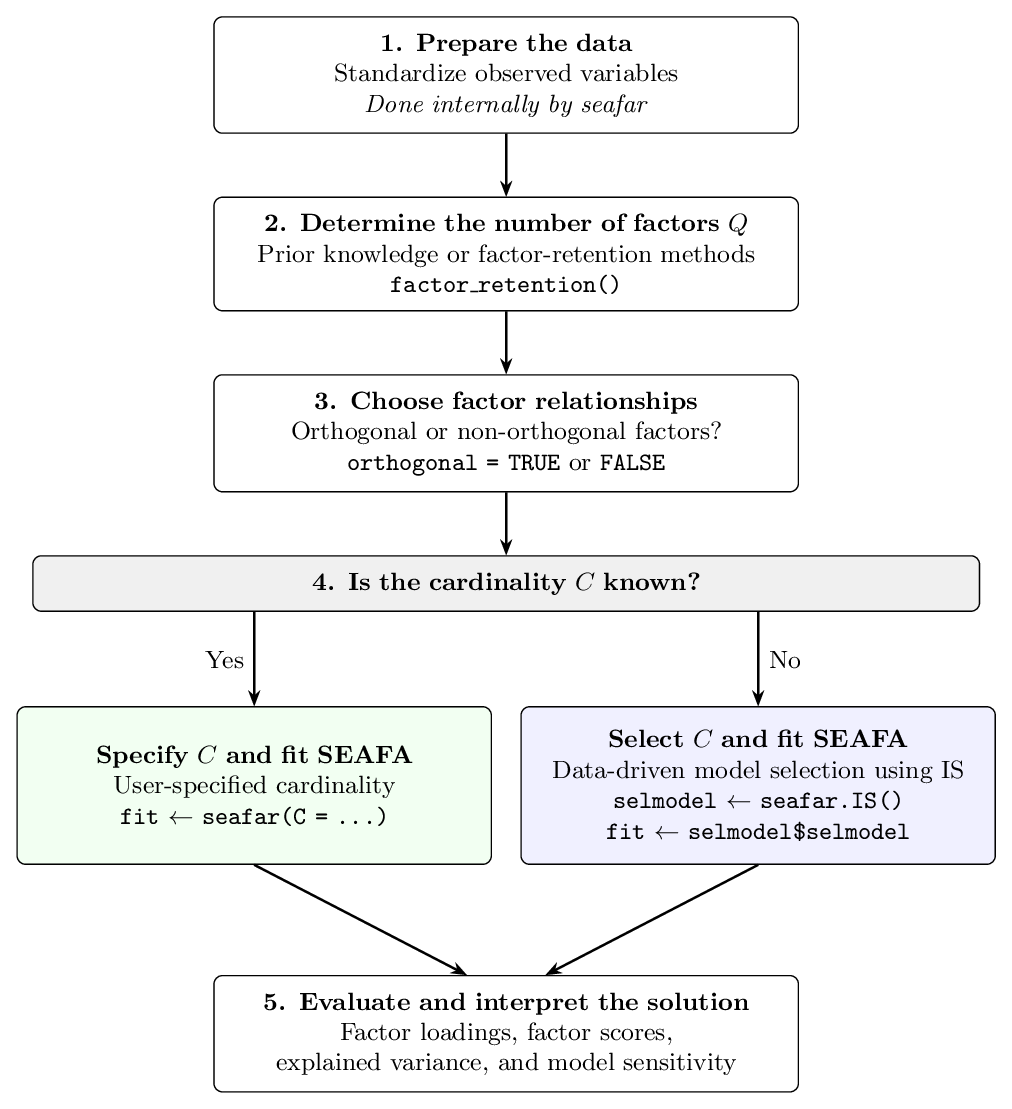 1. Prepare the data
Standardize observed variables
Done internally by seafar
2. Determine the number of factors Q
Prior knowledge or factor-retention methods
factor_retention()
3. Choose factor relationships
Orthogonal or non-orthogonal factors?
orthogonal = TRUE or FALSE
4. Is the cardinality C known?
Yes
No
Specify C and fit SEAFA
User-specified cardinality
fit ← seafar(C = ...)
Select C and fit SEAFA
Data-driven model selection using IS
selmodel ← seafar.IS()
fit ← selmodel$selmodel
5. Evaluate and interpret the solution
Factor loadings, factor scores,
explained variance, and model sensitivity